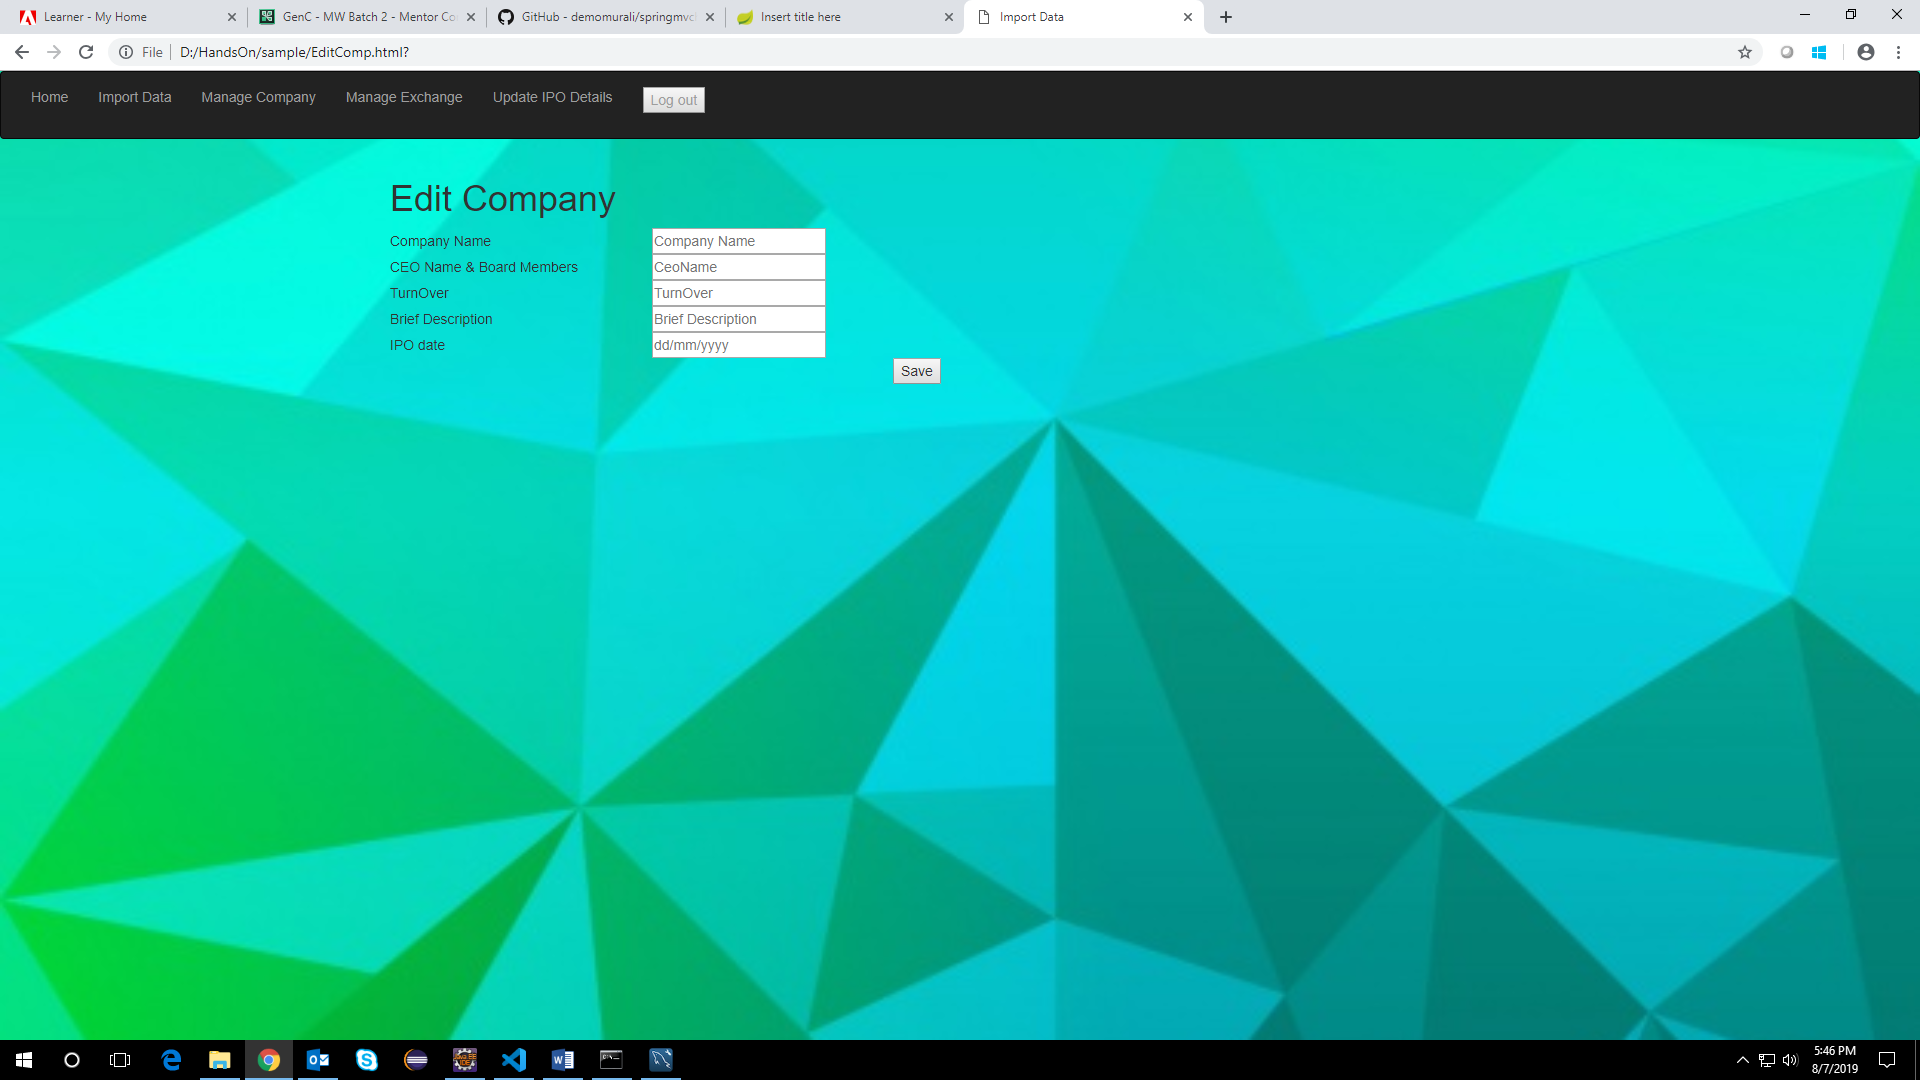 Learner - My Home
GenC - MW Batch 2 - Mentor Co
GitHub - demomurali/springmvc
Insert title here
Import Data
File
D:/HandsOn/sample/EditComp.html?
Home
Import Data
Manage Company
Manage Exchange
Update IPO Details
Log out
Edit Company
Company Name
Company Name
CEO Name & Board Members
CeoName
TurnOver
TurnOver
Brief Description
Brief Description
IPO date
dd/mm/yyyy
Save
5:46 PM
8/7/2019